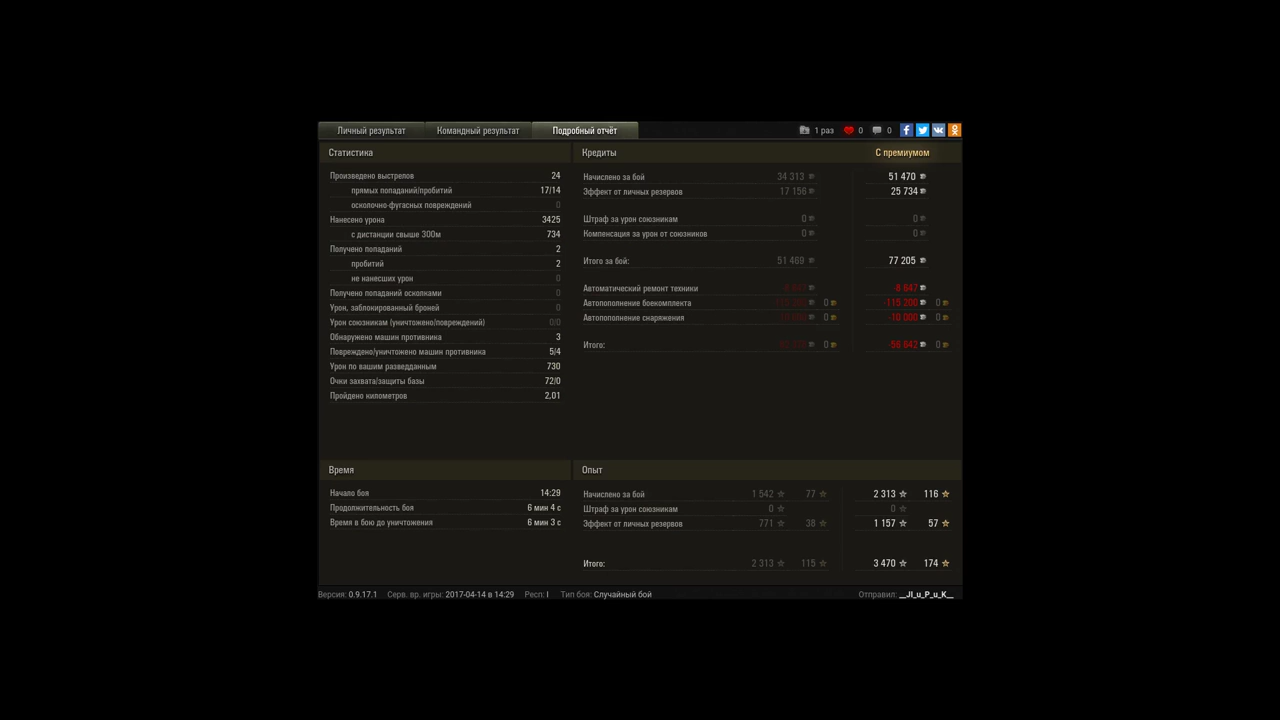 Личный результат Командный результат Подробный отчёт 1 раз 0 0
Статистика
Произведено выстрелов 24
прямых попаданий/пробитий 17/14
осколочно-фугасных повреждений 0
Нанесено урона 3425
с дистанции свыше 300м 734
Получено попаданий 2
пробитий 2
не нанесших урон 0
Получено попаданий осколками 0
Урон, заблокированный бронёй 0
Урон союзникам (уничтожено/повреждений) 0/0
Обнаружено машин противника 3
Повреждено/уничтожено машин противника 5/4
Урон по вашим разведданным 730
Очки захвата/защиты базы 72/0
Пройдено километров 2,01
Кредиты С премиумом
Начислено за бой 34 313 51 470
Эффект от личных резервов 17 156 25 734
Штраф за урон союзникам 0 0
Компенсация за урон от союзников 0 0
Итого за бой: 51 469 77 205
Автоматический ремонт техники -8 647
Автопополнение боекомплекта 0 -115 200 0
Автопополнение снаряжения 0 -10 000 0
Итого: 0 -56 642 0
Время
Начало боя 14:29
Продолжительность боя 6 мин 4 с
Время в бою до уничтожения 6 мин 3 с
Опыт
Начислено за бой 1 542 77 2 313 116
Штраф за урон союзникам 0 0
Эффект от личных резервов 771 38 1 157 57
Итого: 2 313 115 3 470 174
Версия: 0.9.17.1 Серв. вр. игры: 2017-04-14 в 14:29 Респ: I Тип боя: Случайный бой Отправил: __JI_u_P_u_K__